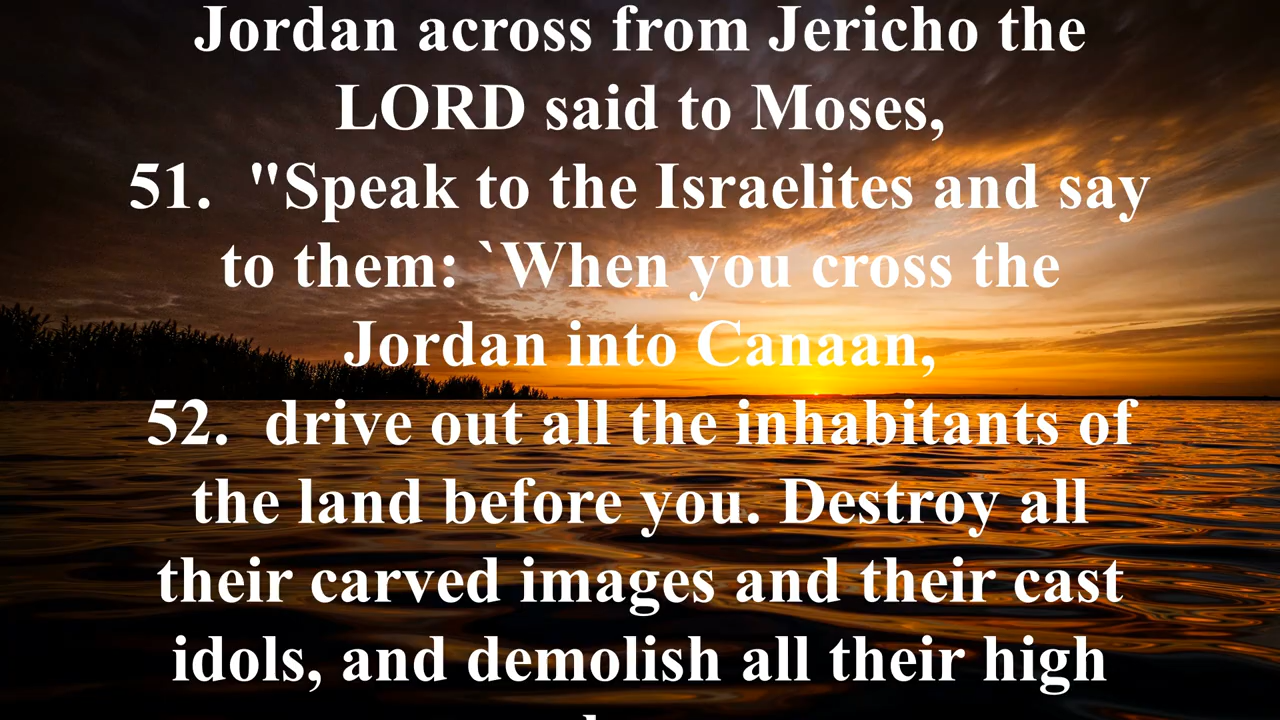 Jordan across from Jericho the
LORD said to Moses,
51. "Speak to the Israelites and say
to them: `When you cross the
Jordan into Canaan,
52. drive out all the inhabitants of
the land before you. Destroy all
their carved images and their cast
idols, and demolish all their high